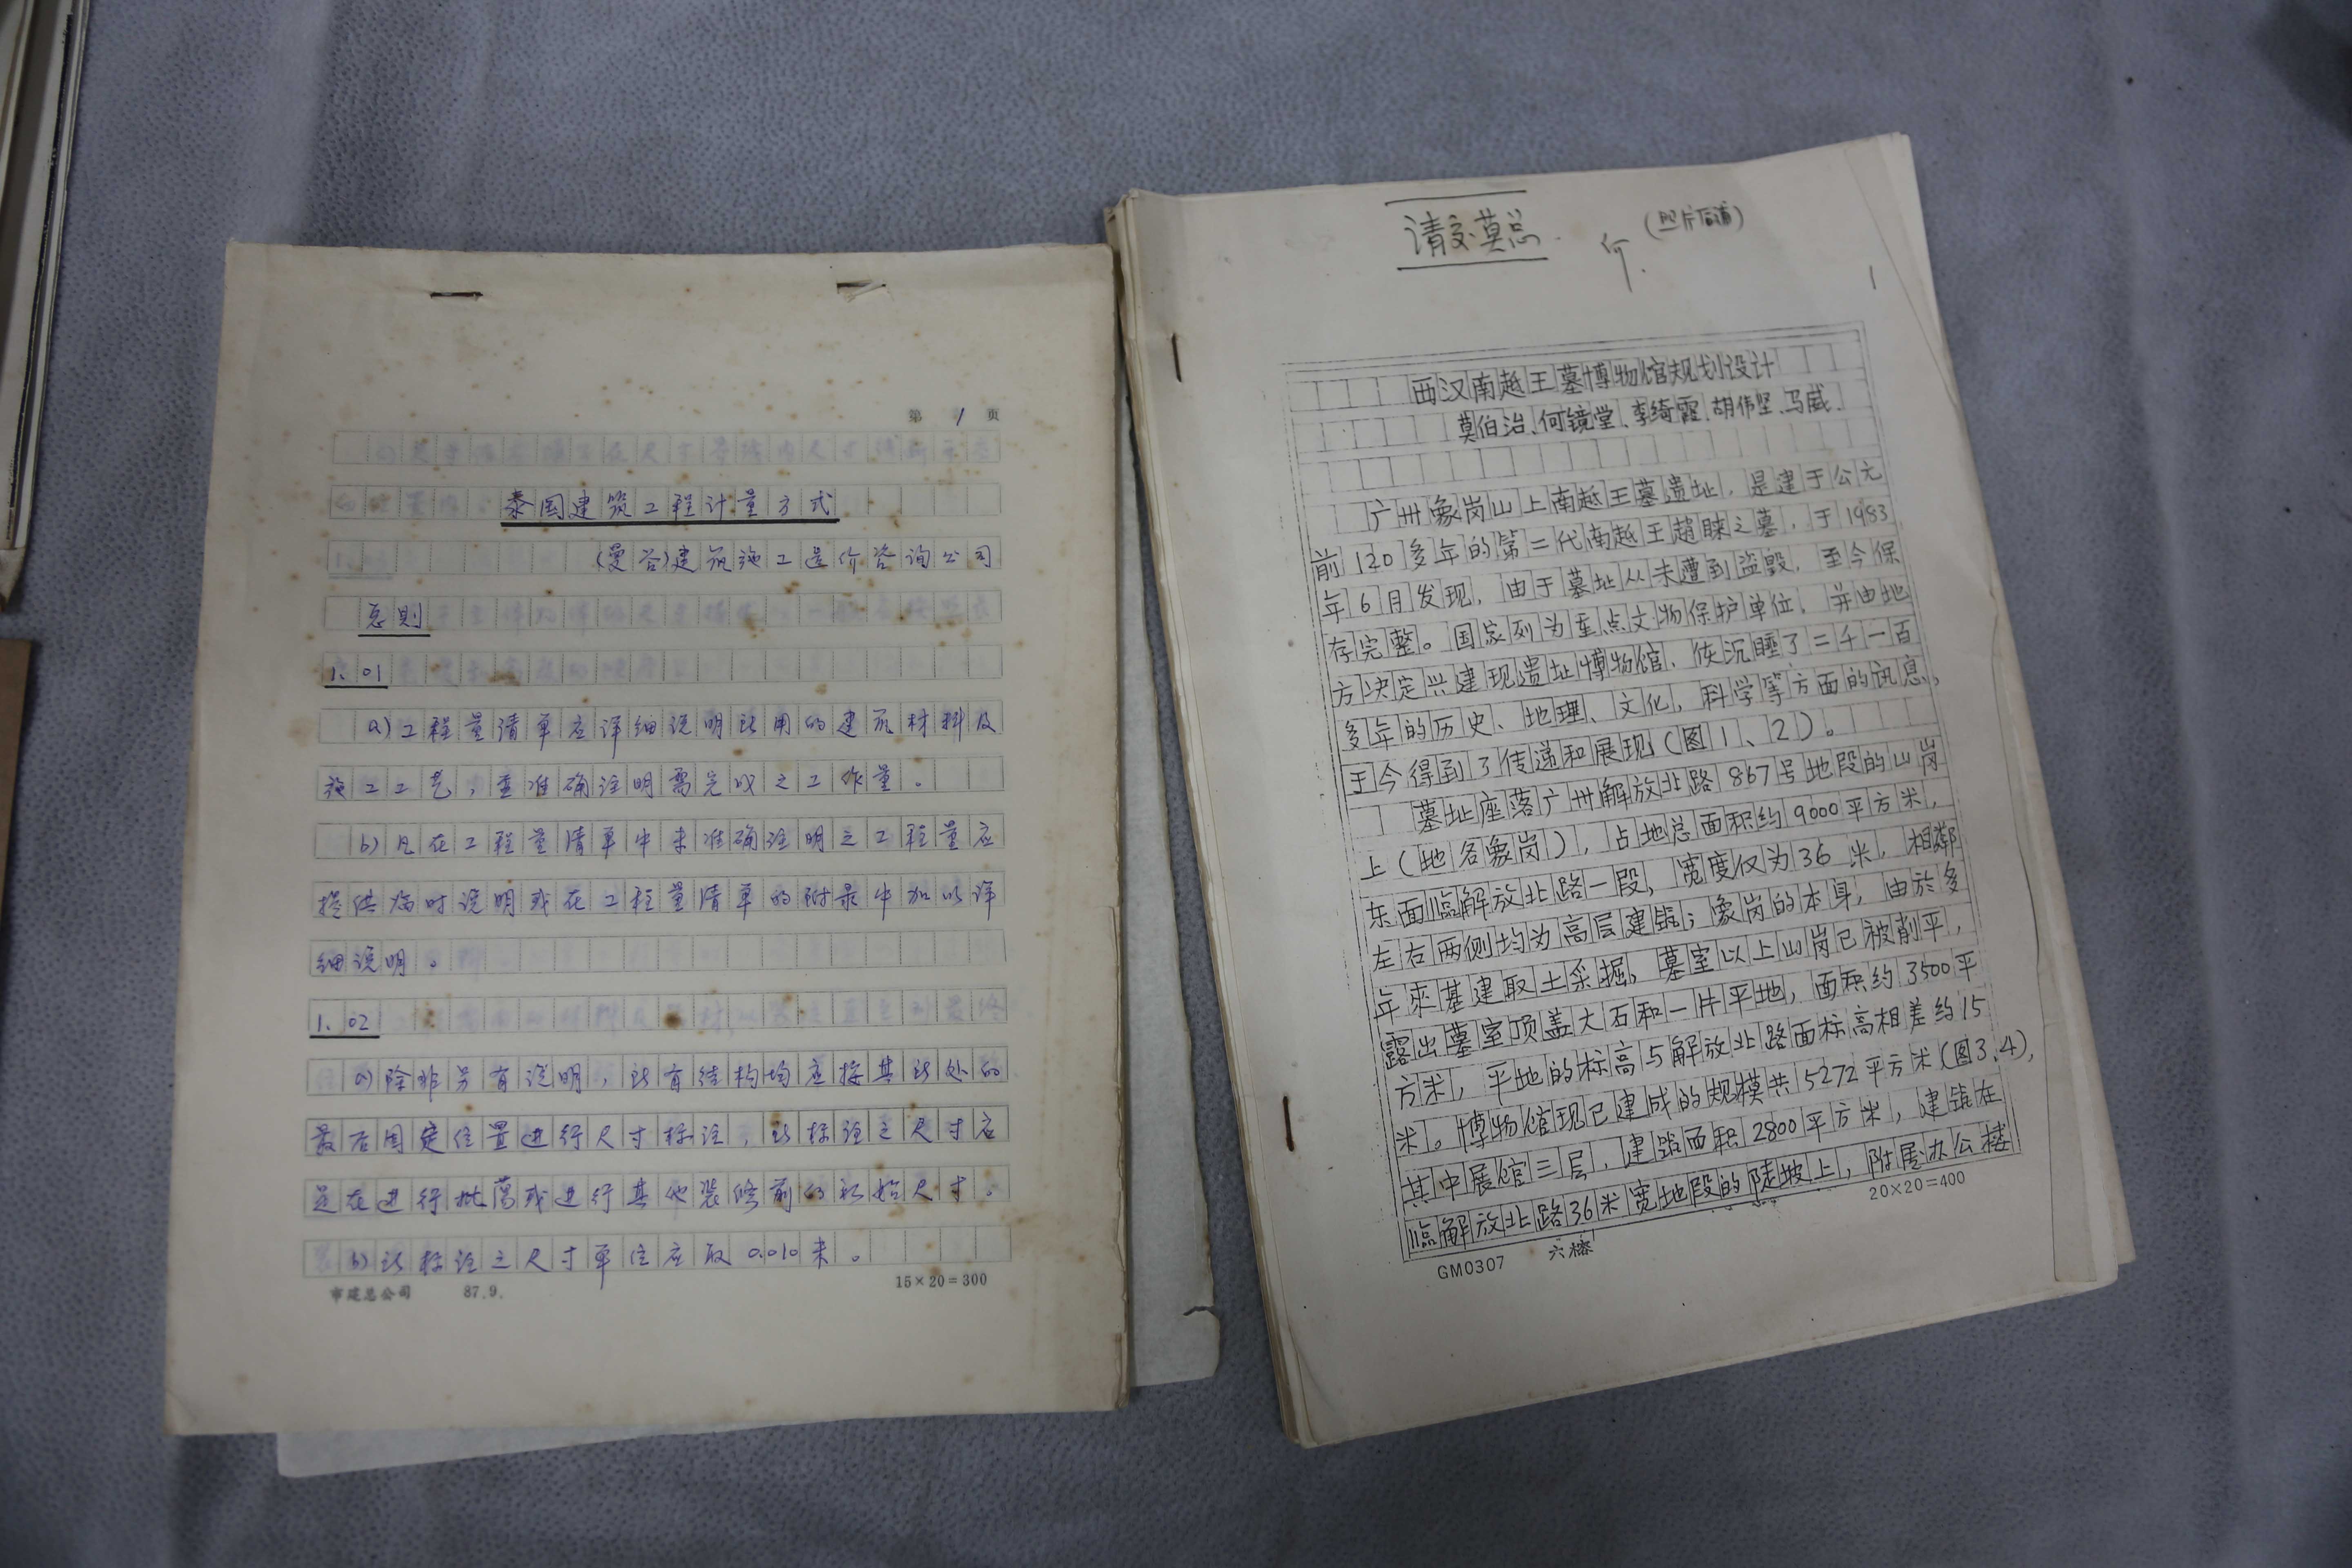 第 1 页
泰国建筑工程计量方式
(曼谷)建筑施工造价咨询公司
总则
1.01
a)工程量清单应详细说明所用的建筑材料及
施工工艺,并准确注明需完成之工作量。
b)凡在工程量清单中未准确注明之工程量应
提供临时说明或在工程量清单的附录中加以详
细说明。
1.02
a)除非另有说明,所有结构均应按其所处的
最后固定位置进行尺寸标注,所标注之尺寸应
是在进行批荡或进行其他装修前的初始尺寸。
b)所标注之尺寸单位应取0.010米。
市建总公司 87.9. 15×20=300
请交莫总. 何. (照片后补)
1
西汉南越王墓博物馆规划设计
莫伯治、何镜堂、李绮霞、胡伟坚、马威.
广州象岗山上南越王墓遗址,是建于公元
前120多年的第二代南越王趙眜之墓,于1983
年6月发现,由于墓址从未遭到盗毁,至今保
存完整。国家列为重点文物保护单位,并由地
方决定兴建现遗址博物馆、使沉睡了二千一百
多年的历史、地理、文化,科学等方面的讯息,
于今得到了传递和展现(图1、2)。
墓址座落广州解放北路867号地段的山岗
上(地名象岗),占地总面积约9000平方米,
东面临解放北路一段,宽度仅为36米,相鄰
左右两侧均为高层建筑;象岗的本身,由於多
年來基建取土采掘,墓室以上山岗已被削平,
露出墓室顶盖大石和一片平地,面积约3500平
方米,平地的标高与解放北路面标高相差约15
米。博物馆现已建成的规模共5272平方米(图3、4),
其中展馆三层,建筑面积2800平方米,建筑在
临解放北路36米宽地段的陡坡上,附属办公楼
GM0307 六榕 20×20=400